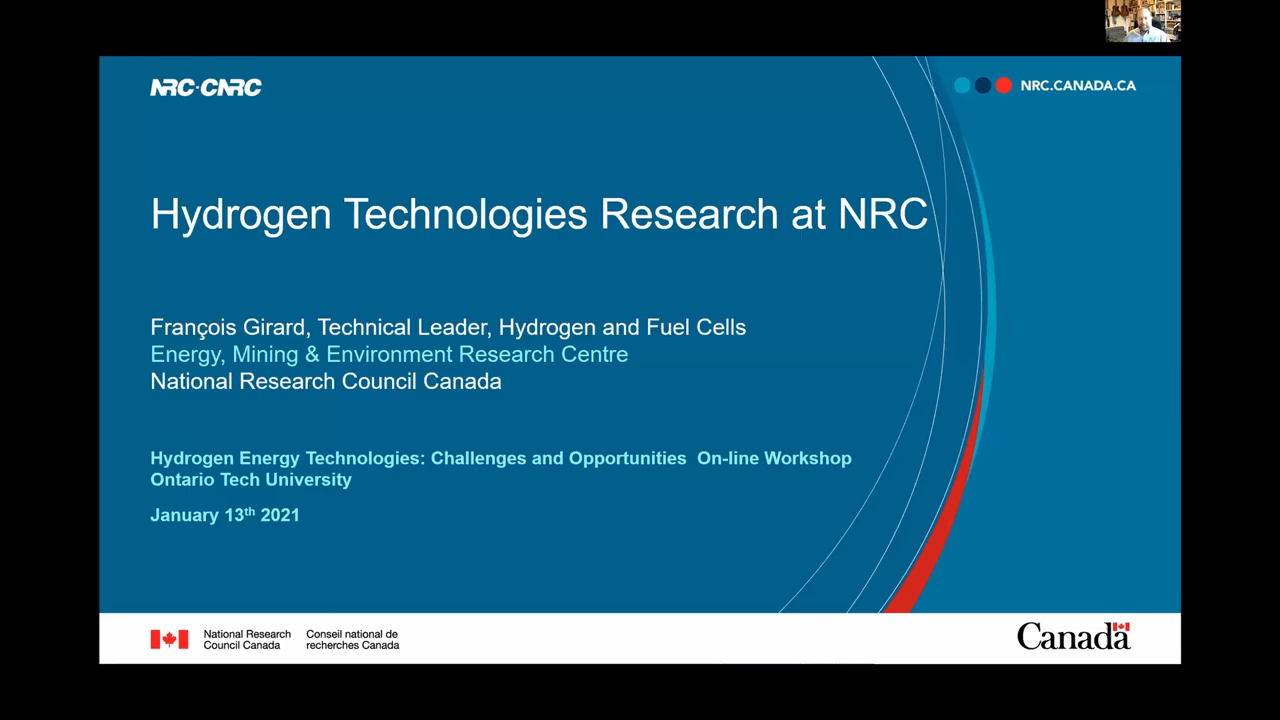 NRC·CNRC
NRC.CANADA.CA
Hydrogen Technologies Research at NRC
François Girard, Technical Leader, Hydrogen and Fuel Cells
Energy, Mining & Environment Research Centre
National Research Council Canada
Hydrogen Energy Technologies: Challenges and Opportunities On-line Workshop
Ontario Tech University
January 13th 2021
National Research
Council Canada
Conseil national de
recherches Canada
Canada